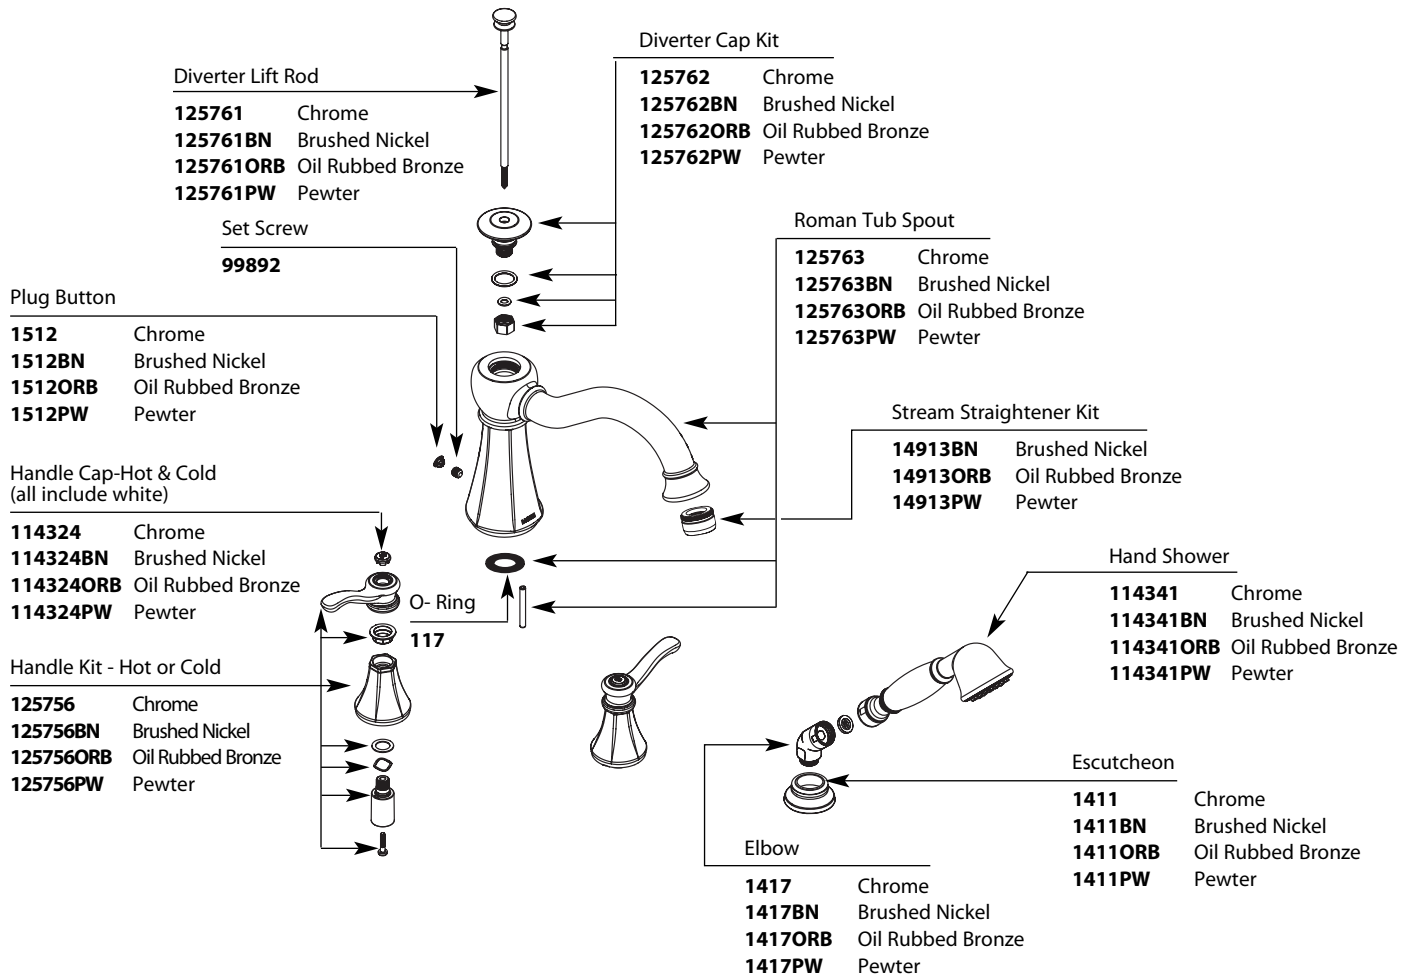 Diverter Cap Kit
125762 Chrome
125762BN Brushed Nickel
125762ORB Oil Rubbed Bronze
125762PW Pewter
Diverter Lift Rod
125761 Chrome
125761BN Brushed Nickel
125761ORB Oil Rubbed Bronze
125761PW Pewter
Set Screw
99892
Roman Tub Spout
125763 Chrome
125763BN Brushed Nickel
125763ORB Oil Rubbed Bronze
125763PW Pewter
Plug Button
1512 Chrome
1512BN Brushed Nickel
1512ORB Oil Rubbed Bronze
1512PW Pewter
Stream Straightener Kit
14913BN Brushed Nickel
14913ORB Oil Rubbed Bronze
14913PW Pewter
Handle Cap-Hot & Cold
(all include white)
114324 Chrome
114324BN Brushed Nickel
114324ORB Oil Rubbed Bronze
114324PW Pewter
O- Ring
117
Hand Shower
114341 Chrome
114341BN Brushed Nickel
114341ORB Oil Rubbed Bronze
114341PW Pewter
Handle Kit - Hot or Cold
125756 Chrome
125756BN Brushed Nickel
125756ORB Oil Rubbed Bronze
125756PW Pewter
Escutcheon
1411 Chrome
1411BN Brushed Nickel
1411ORB Oil Rubbed Bronze
1411PW Pewter
Elbow
1417 Chrome
1417BN Brushed Nickel
1417ORB Oil Rubbed Bronze
1417PW Pewter